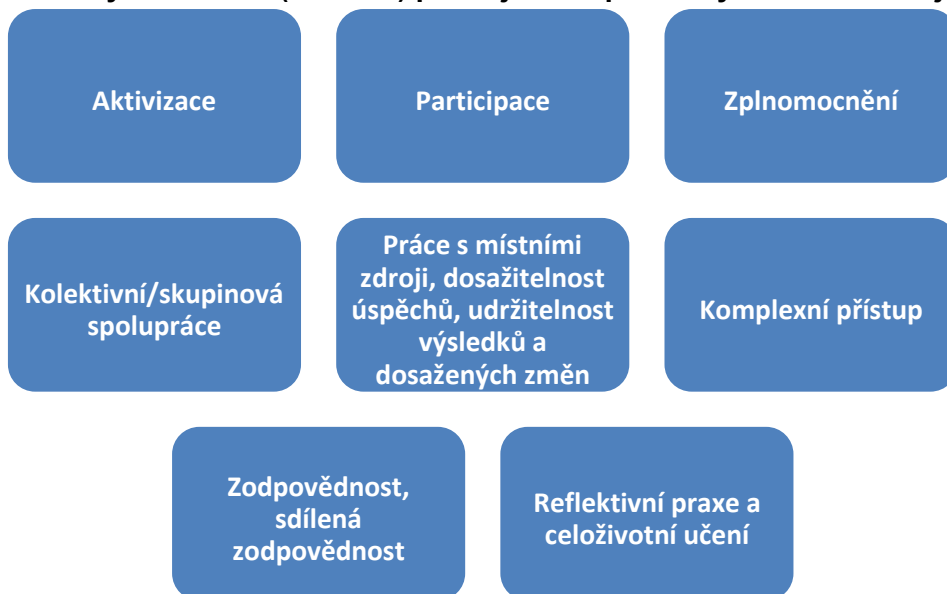 Aktivizace
Participace
Zplnomocnění
Kolektivní/skupinová
spolupráce
Práce s místními
zdroji, dosažitelnost
úspěchů, udržitelnost
výsledků a
dosažených změn
Komplexní přístup
Zodpovědnost,
sdílená
zodpovědnost
Reflektivní praxe a
celoživotní učení